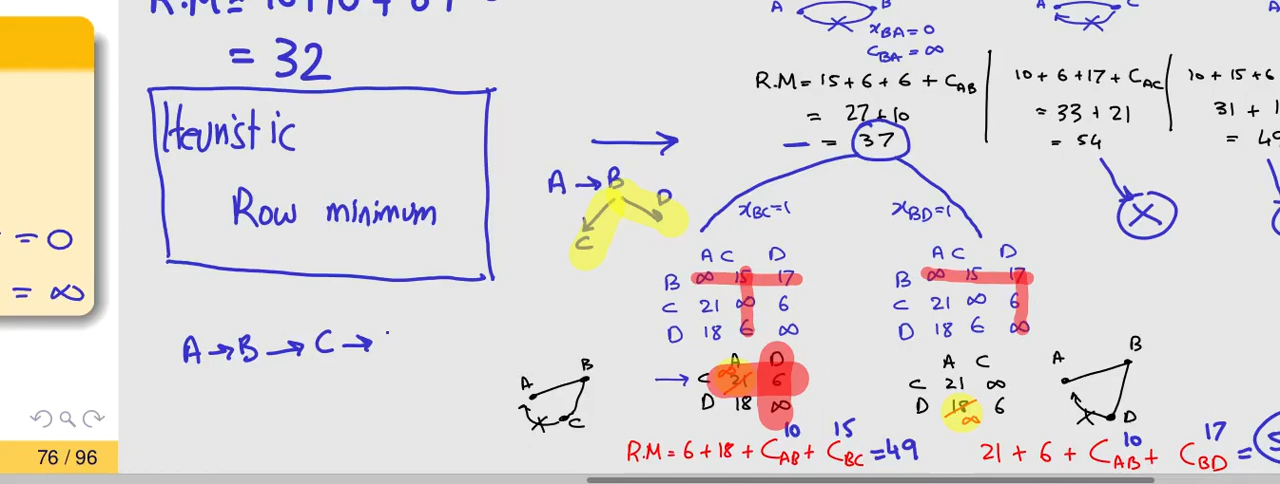 = 32
Heuristic
Row minimum
= 0
= ∞
A → B → C →
76 / 96
A B
x_BA = 0
C_BA = ∞
A C
R.M = 15 + 6 + 6 + C_AB
= 27 + 10
= 37
10 + 6 + 17 + C_AC
= 33 + 21
= 54
X
10 + 15 + 6
31 + 1
= 49
A → B
C D
x_BC = 1
x_BD = 1
A C D
B ∞ 15 17
C 21 ∞ 6
D 18 6 ∞
A C D
B ∞ 15 17
C 21 ∞ 6
D 18 6 ∞
A B C
A D
→ C 21 ∞ 6
D 18 ∞
A C
C 21 ∞
D 18 ∞ 6
A B D
R.M = 6 + 18 + C_AB 10 + C_BC 15 = 49
21 + 6 + C_AB 10 + C_BD 17 =